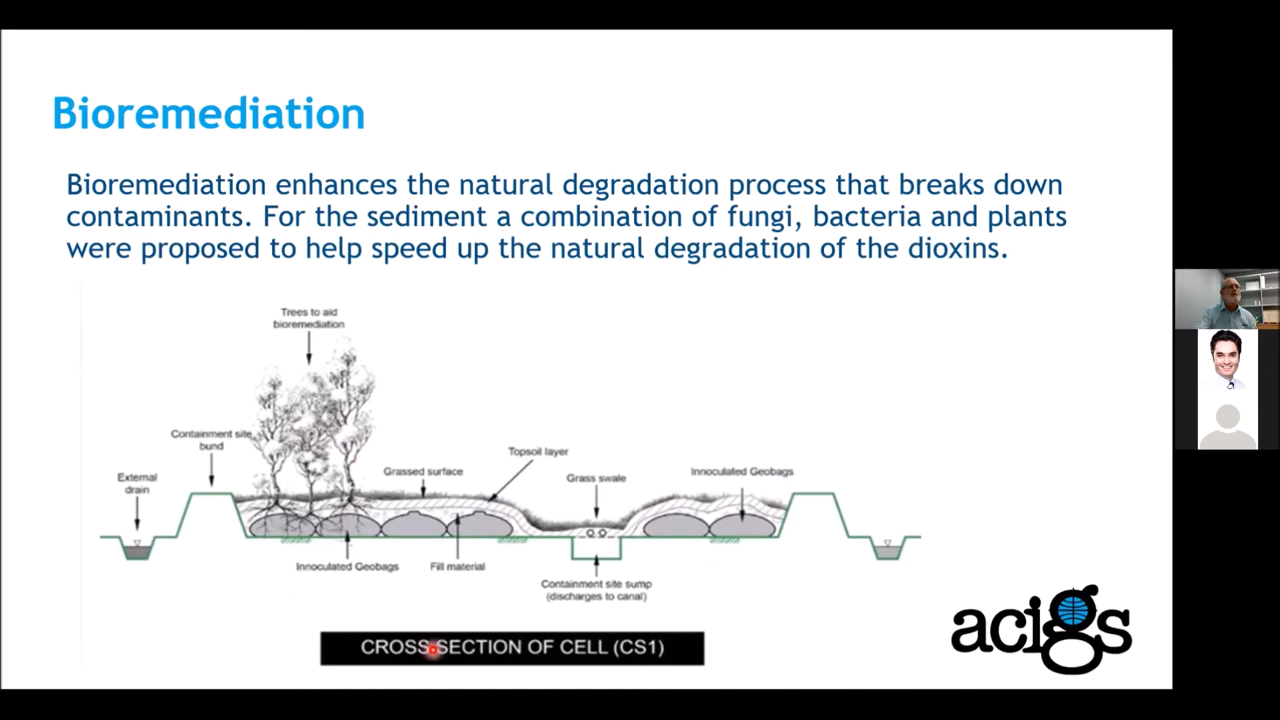 Bioremediation
Bioremediation enhances the natural degradation process that breaks down
contaminants. For the sediment a combination of fungi, bacteria and plants
were proposed to help speed up the natural degradation of the dioxins.
Trees to aid
bioremediation
Containment site
bund
External
drain
Grassed surface
Topsoil layer
Grass swale
Innoculated Geobags
Innoculated Geobags
Fill material
Containment site sump
(discharges to canal)
CROSS SECTION OF CELL (CS1)
acigs